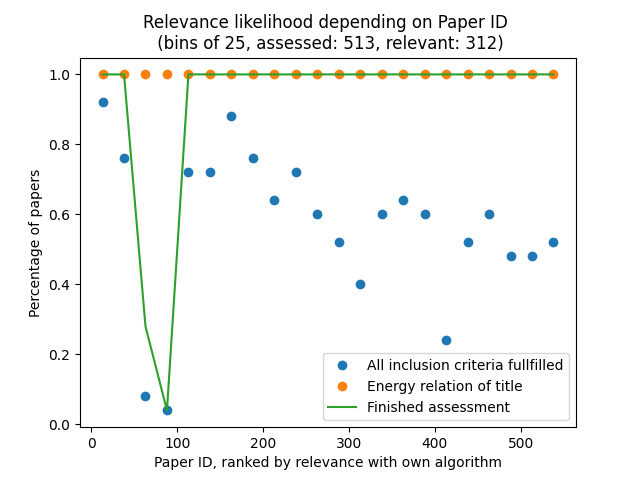 Relevance likelihood depending on Paper ID
(bins of 25, assessed: 513, relevant: 312)
Percentage of papers
1.0
0.8
0.6
0.4
0.2
0.0
All inclusion criteria fullfilled
Energy relation of title
Finished assessment
0 100 200 300 400 500
Paper ID, ranked by relevance with own algorithm